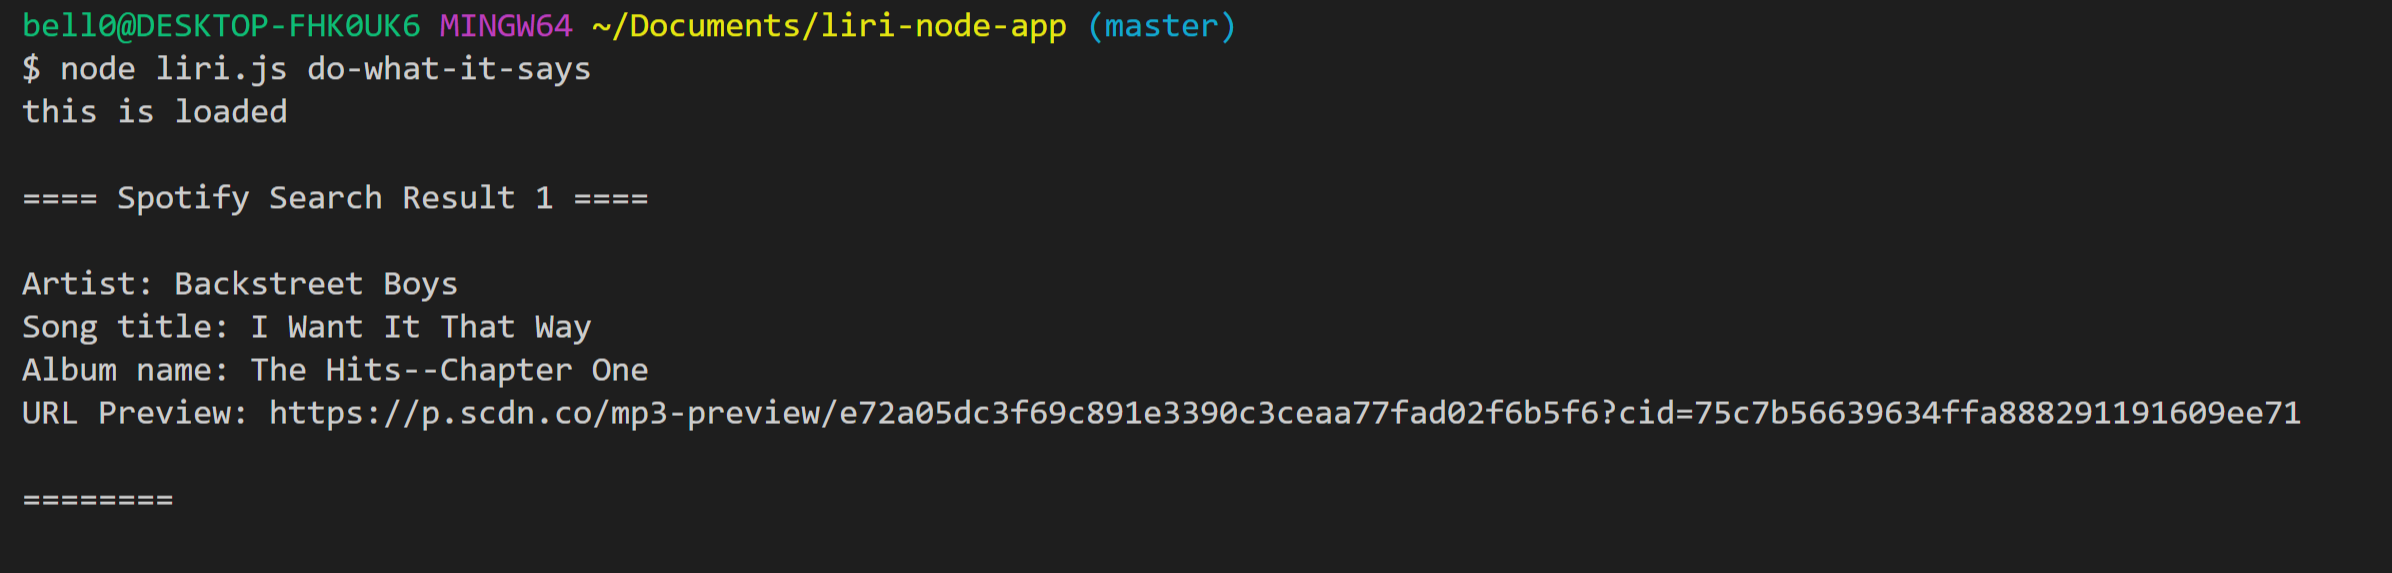 bell0@DESKTOP-FHK0UK6 MINGW64 ~/Documents/liri-node-app (master)
$ node liri.js do-what-it-says
this is loaded
==== Spotify Search Result 1 ====
Artist: Backstreet Boys
Song title: I Want It That Way
Album name: The Hits--Chapter One
URL Preview: https://p.scdn.co/mp3-preview/e72a05dc3f69c891e3390c3ceaa77fad02f6b5f6?cid=75c7b56639634ffa888291191609ee71
========